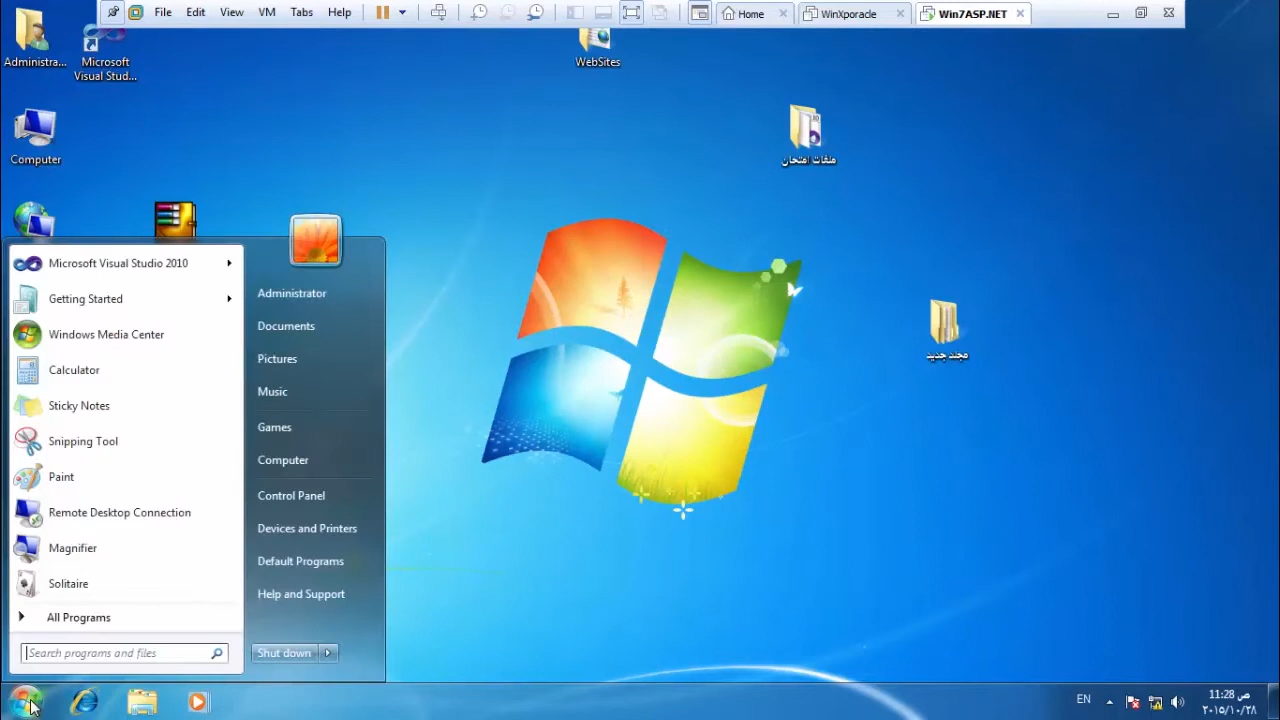 File Edit View VM Tabs Help
Home
WinXporacle
Win7ASP.NET
Administra...
Microsoft
Visual Stud...
WebSites
Computer
ملفات امتحان
مجلد جديد
Microsoft Visual Studio 2010
Getting Started
Windows Media Center
Calculator
Sticky Notes
Snipping Tool
Paint
Remote Desktop Connection
Magnifier
Solitaire
All Programs
Search programs and files
Administrator
Documents
Pictures
Music
Games
Computer
Control Panel
Devices and Printers
Default Programs
Help and Support
Shut down
EN
11:28 ص
٢٠١٥/١٠/٢٨